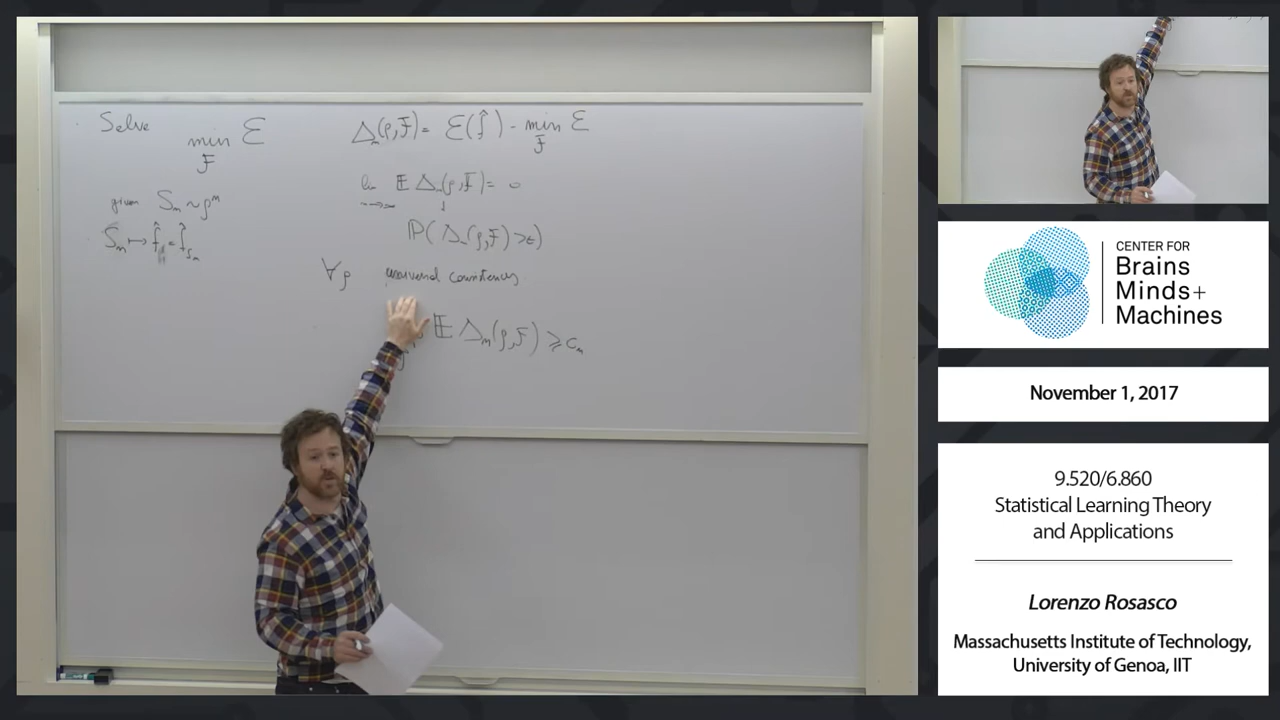 Solve
min ℰ
F
given Sₙ ~ ρⁿ
Sₙ ↦ f̂ = f̂_Sₙ
Δₙ(ρ,F) = ℰ(f̂) - min ℰ
F
lim 𝔼 Δₙ(ρ,F) = 0
n→∞
ℙ(Δₙ(ρ,F) > ε)
∀ρ universal consistency
𝔼 Δₙ(ρ,F) ⩾ cₙ
ρ
CENTER FOR
Brains
Minds+
Machines
November 1, 2017
9.520/6.860
Statistical Learning Theory
and Applications
Lorenzo Rosasco
Massachusetts Institute of Technology,
University of Genoa, IIT